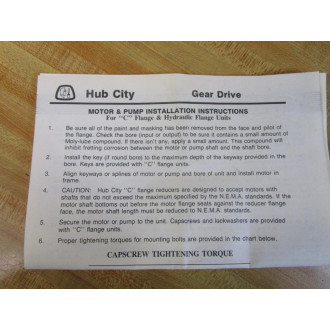 Hub City Gear Drive
MOTOR & PUMP INSTALLATION INSTRUCTIONS
For "C" Flange & Hydraulic Flange Units
1. Be sure all of the paint and masking has been removed from the face and pilot of
the flange. Check the bore (input or output) to be sure it contains a small amount of
Moly-lube compound. If there isn't any, apply a small amount. This compound will
inhibit fretting corrosion between the motor or pump shaft and the shaft bore.
2. Install the key (if round bore) to the maximum depth of the keyway provided in the
bore. Keys are provided with "C" flange units.
3. Align keyways or splines of motor or pump and bore of unit and install motor in
frame.
4. CAUTION: Hub City "C" flange reducers are designed to accept motors with
shafts that do not exceed the maximum specified by the N.E.M.A. standards. If the
motor shaft bottoms out before the motor flange seats against the reducer flange
face, the motor shaft length must be reduced to N.E.M.A. standards.
5. Secure the motor or pump to the unit. Capscrews and lockwashers are provided
with "C" flange units.
6. Proper tightening torques for mounting bolts are provided in the chart below.
CAPSCREW TIGHTENING TORQUE